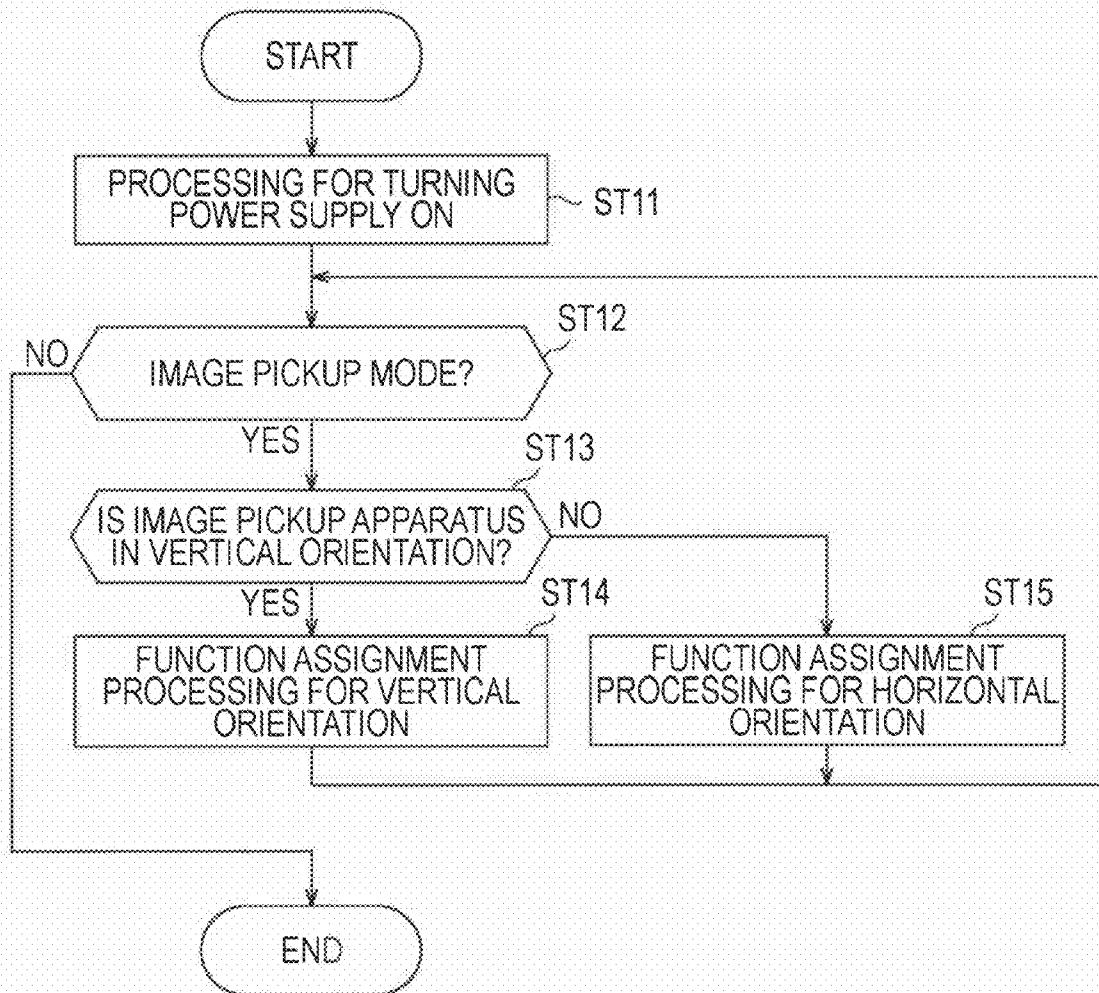 START
PROCESSING FOR TURNING
POWER SUPPLY ON
ST11
ST12
NO
IMAGE PICKUP MODE?
YES
ST13
IS IMAGE PICKUP APPARATUS
IN VERTICAL ORIENTATION?
NO
YES
ST14
ST15
FUNCTION ASSIGNMENT
PROCESSING FOR VERTICAL
ORIENTATION
FUNCTION ASSIGNMENT
PROCESSING FOR HORIZONTAL
ORIENTATION
END